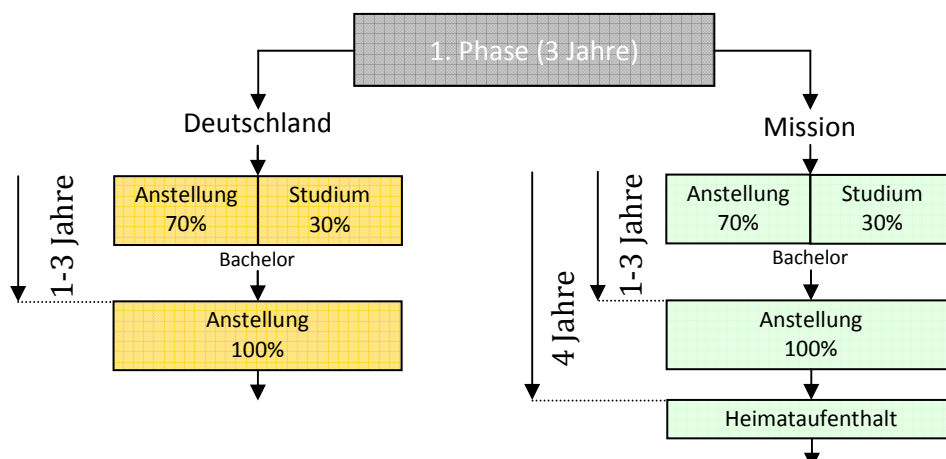 1. Phase (3 Jahre)
Deutschland
Mission
1-3 Jahre
Anstellung
70%
Studium
30%
Bachelor
Anstellung
100%
4 Jahre
1-3 Jahre
Anstellung
70%
Studium
30%
Bachelor
Anstellung
100%
Heimataufenthalt